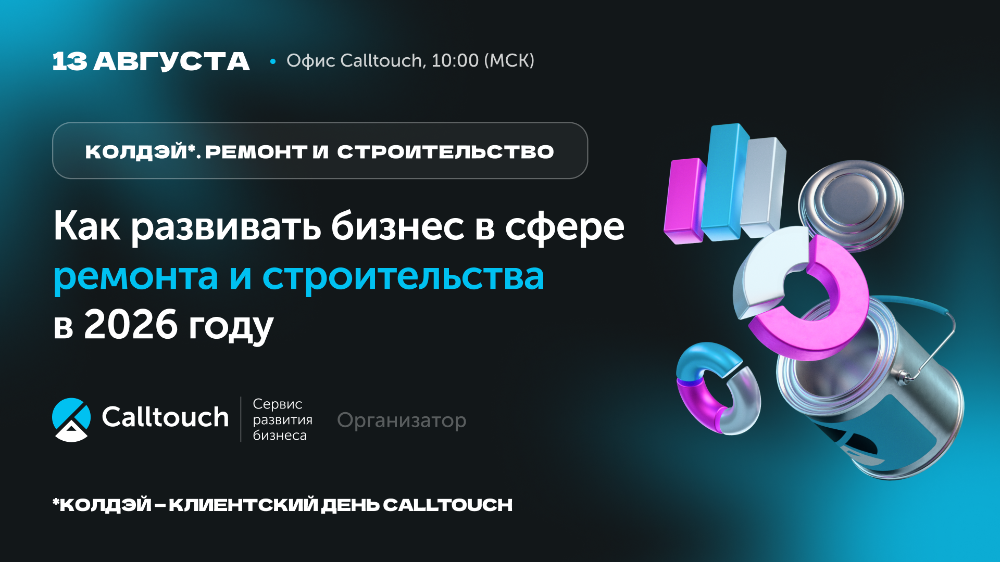 13 АВГУСТА • Офис Calltouch, 10:00 (МСК)
КОЛДЭЙ*. РЕМОНТ И СТРОИТЕЛЬСТВО
Как развивать бизнес в сфере
ремонта и строительства
в 2026 году
Calltouch
Сервис
развития
бизнеса
Организатор
*КОЛДЭЙ – КЛИЕНТСКИЙ ДЕНЬ CALLTOUCH